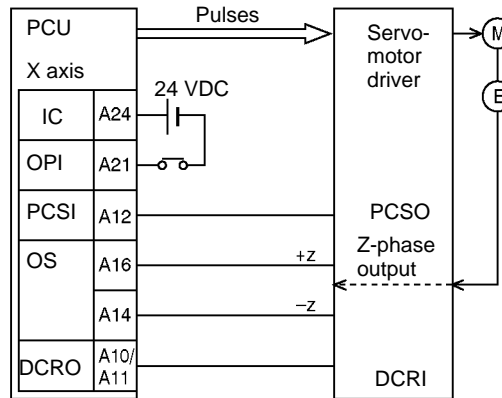 PCU
Pulses
Servo-
motor
driver
M
X axis
24 VDC
E
IC
A24
OPI
A21
PCSI
A12
PCSO
OS
A16
+z
Z-phase
output
A14
–z
DCRO
A10/
A11
DCRI